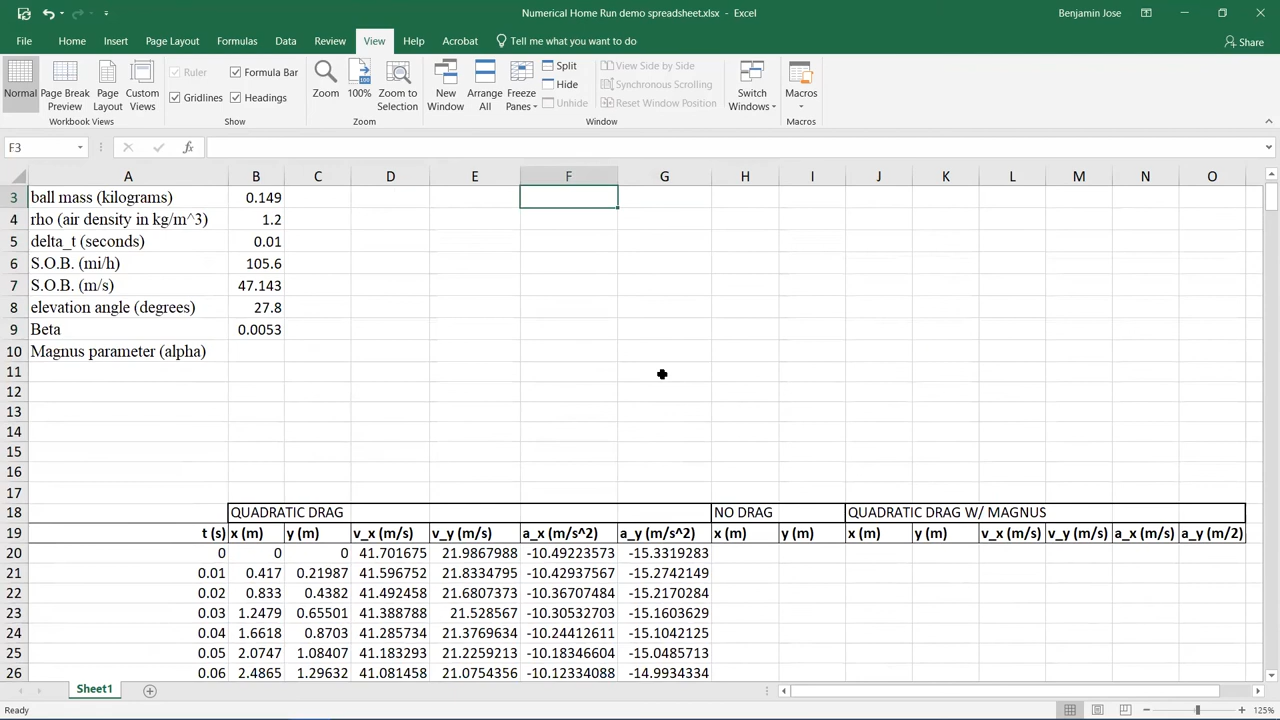 Numerical Home Run demo spreadsheet.xlsx - Excel
Benjamin Jose
File Home Insert Page Layout Formulas Data Review View Help Acrobat Tell me what you want to do Share
Normal
Page Break Preview
Page Layout
Custom Views
Workbook Views
Ruler
Formula Bar
Gridlines
Headings
Show
Zoom
100%
Zoom to Selection
Zoom
New Window
Arrange All
Freeze Panes
Split
Hide
Unhide
View Side by Side
Synchronous Scrolling
Reset Window Position
Window
Switch Windows
Macros
Macros
F3
fx
A B C D E F G H I J K L M N O
3 ball mass (kilograms) 0.149
4 rho (air density in kg/m^3) 1.2
5 delta_t (seconds) 0.01
6 S.O.B. (mi/h) 105.6
7 S.O.B. (m/s) 47.143
8 elevation angle (degrees) 27.8
9 Beta 0.0053
10 Magnus parameter (alpha)
11
12
13
14
15
16
17
18 QUADRATIC DRAG NO DRAG QUADRATIC DRAG W/ MAGNUS
19 t (s) x (m) y (m) v_x (m/s) v_y (m/s) a_x (m/s^2) a_y (m/s^2) x (m) y (m) x (m) y (m) v_x (m/s) v_y (m/s) a_x (m/s) a_y (m/2)
20 0 0 0 41.701675 21.9867988 -10.49223573 -15.3319283
21 0.01 0.417 0.21987 41.596752 21.8334795 -10.42937567 -15.2742149
22 0.02 0.833 0.4382 41.492458 21.6807373 -10.36707484 -15.2170284
23 0.03 1.2479 0.65501 41.388788 21.528567 -10.30532703 -15.1603629
24 0.04 1.6618 0.8703 41.285734 21.3769634 -10.24412611 -15.1042125
25 0.05 2.0747 1.08407 41.183293 21.2259213 -10.18346604 -15.0485713
26 0.06 2.4865 1.29632 41.081458 21.0754356 -10.12334088 -14.9934334
Sheet1
Ready
125%